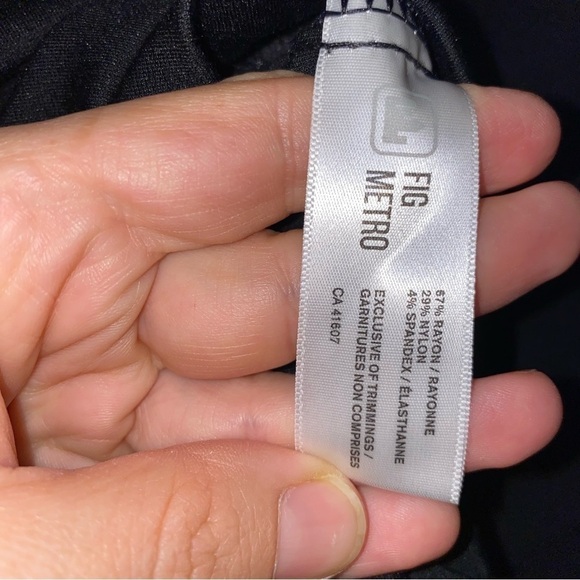 FIG
METRO
67% RAYON / RAYONNE
29% NYLON
4% SPANDEX / ÉLASTHANNE
EXCLUSIVE OF TRIMMINGS /
GARNITURES NON COMPRISES
CA 41607